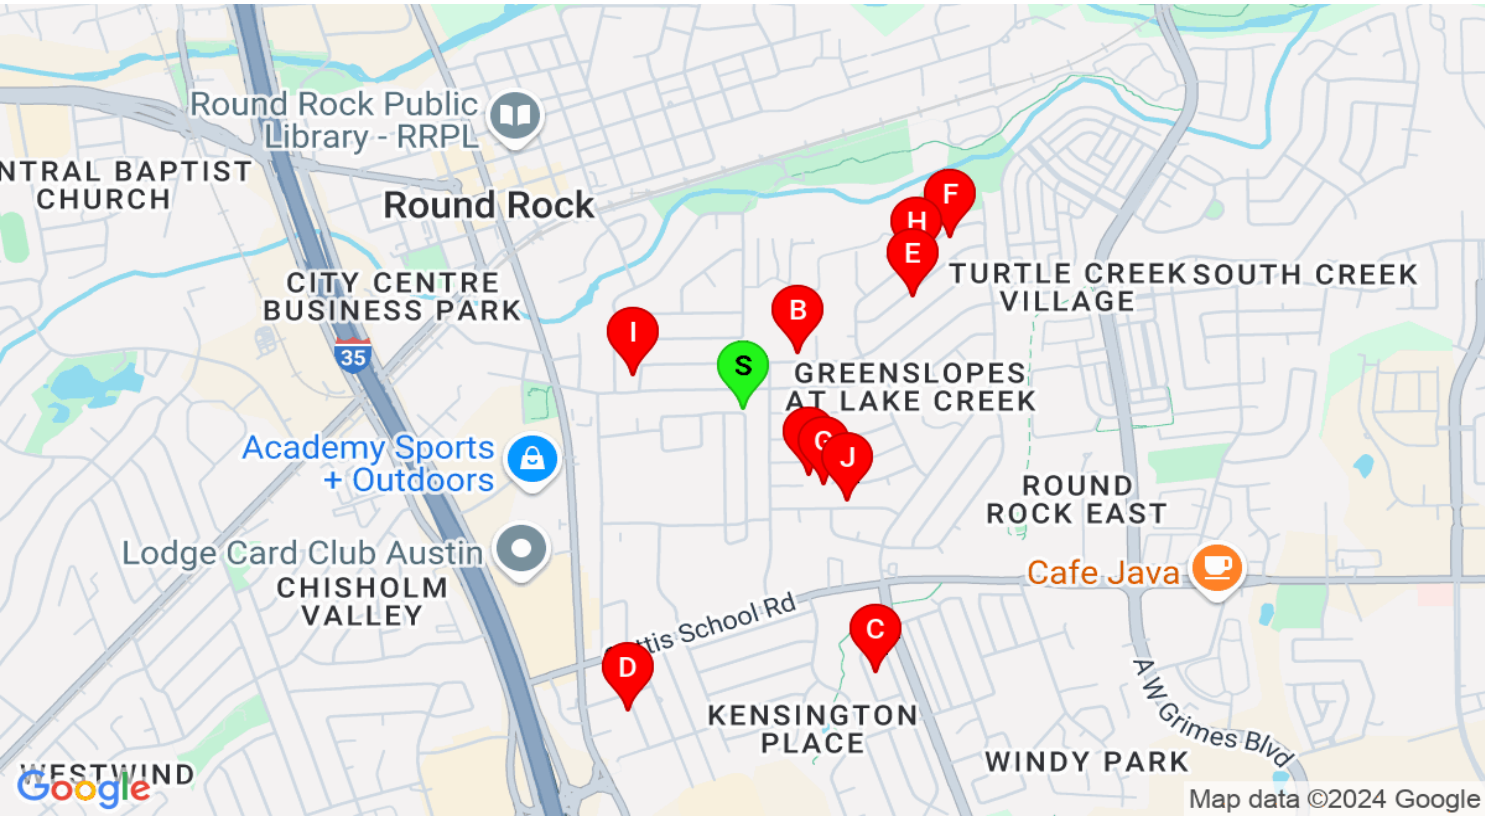 Round Rock Public
Library - RRPL
NTRAL BAPTIST
CHURCH
Round Rock
F
H
E
TURTLE CREEK
VILLAGE
SOUTH CREEK
CITY CENTRE
BUSINESS PARK
B
I
35
S
GREENSLOPES
AT LAKE CREEK
Academy Sports
+ Outdoors
G
J
ROUND
ROCK EAST
Lodge Card Club Austin
CHISHOLM
VALLEY
Cafe Java
School Rd
C
D
A W Grimes Blvd
KENSINGTON
PLACE
WINDY PARK
WESTWIND
Google
Map data ©2024 Google